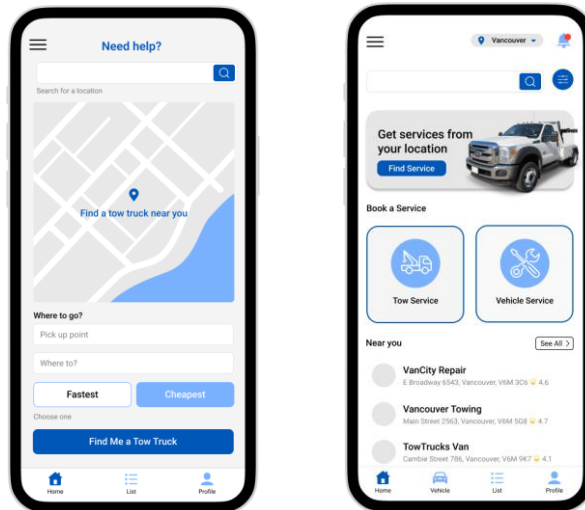 Need help?
Search for a location
Find a tow truck near you
Where to go?
Pick up point
Where to?
Fastest
Cheapest
Choose one
Find Me a Tow Truck
Home
List
Profile
Vancouver
Get services from
your location
Find Service
Book a Service
Tow Service
Vehicle Service
Near you
See All >
VanCity Repair
E Broadway 6543, Vancouver, V6M 3C6 4.6
Vancouver Towing
Main Street 2563, Vancouver, V6M 5G8 4.7
TowTrucks Van
Cambie Street 786, Vancouver, V6M 9K7 4.1
Home
Vehicle
List
Profile